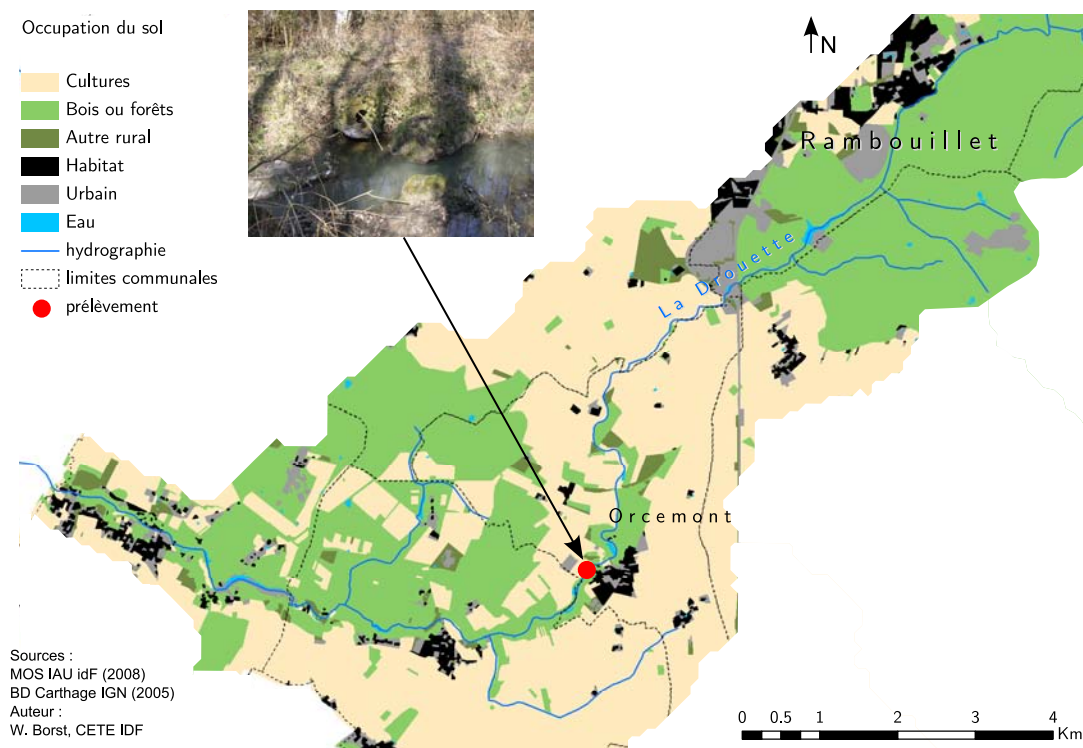 Occupation du sol
Cultures
Bois ou forêts
Autre rural
Habitat
Urbain
Eau
hydrographie
limites communales
prélèvement
N
Rambouillet
La Drouette
Orcemont
Sources :
MOS IAU idF (2008)
BD Carthage IGN (2005)
Auteur :
W. Borst, CETE IDF
0 0.5 1 2 3 4
Km